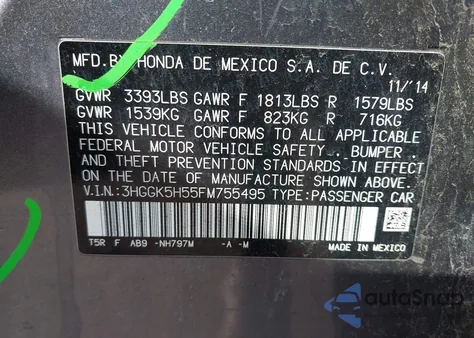 MFD. BY HONDA DE MEXICO S.A. DE C.V.
11/'14
GVWR 3393LBS GAWR F 1813LBS R 1579LBS
GVWR 1539KG GAWR F 823KG R 716KG
THIS VEHICLE CONFORMS TO ALL APPLICABLE
FEDERAL MOTOR VEHICLE SAFETY, BUMPER,
AND THEFT PREVENTION STANDARDS IN EFFECT
ON THE DATE OF MANUFACTURE SHOWN ABOVE.
V.I.N.:3HGGK5H55FM755495 TYPE:PASSENGER CAR
T5R F AB9 -NH797M -A -M
MADE IN MEXICO
autoSnap